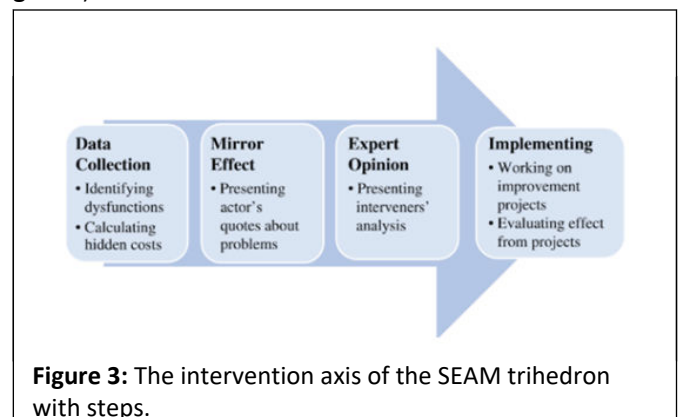 Data
Collection
• Identifying
dysfunctions
• Calculating
hidden costs
Mirror
Effect
• Presenting
actor's
quotes about
problems
Expert
Opinion
• Presenting
interveners'
analysis
Implementing
• Working on
improvement
projects
• Evaluating effect
from projects
Figure 3: The intervention axis of the SEAM trihedron
with steps.